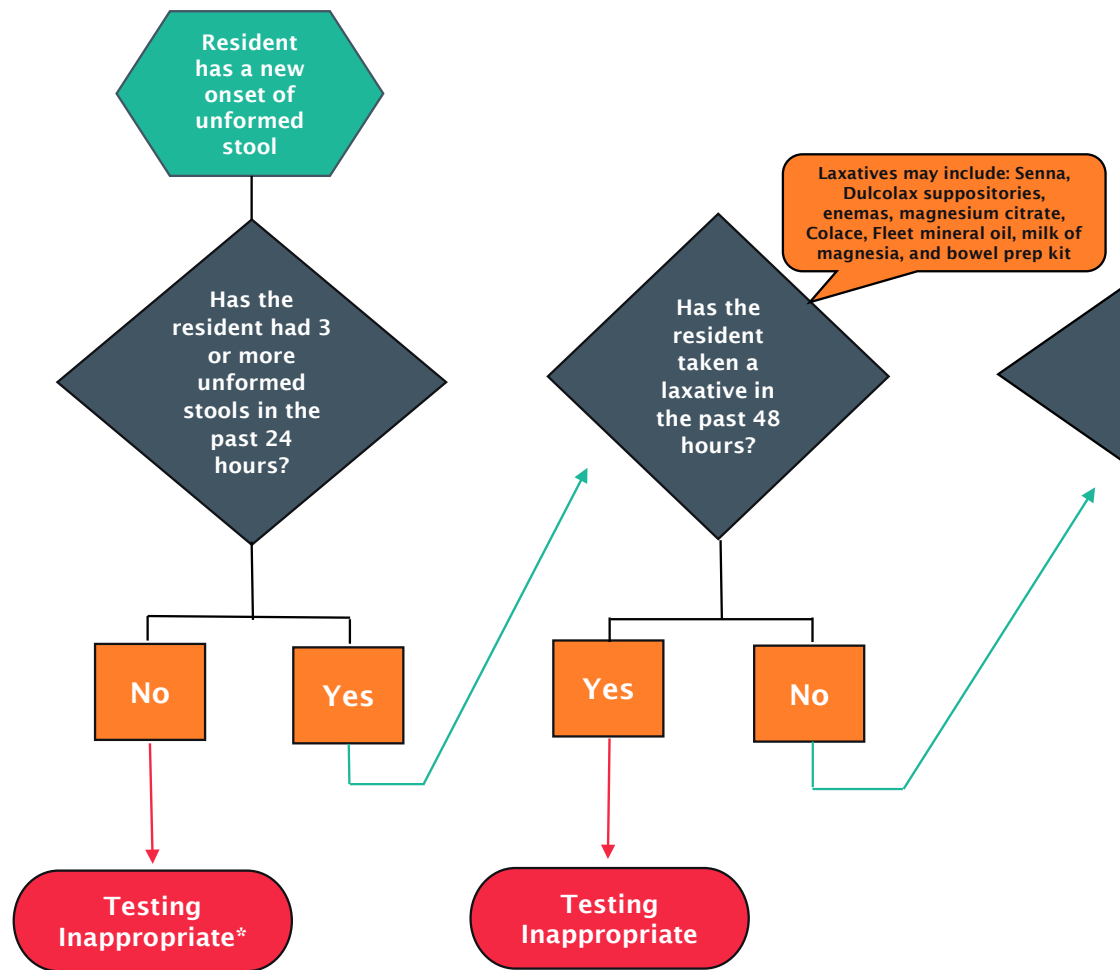 Resident
has a new
onset of
unformed
stool
Has the
resident had 3
or more
unformed
stools in the
past 24
hours?
No
Yes
Testing
Inappropriate*
Laxatives may include: Senna,
Dulcolax suppositories,
enemas, magnesium citrate,
Colace, Fleet mineral oil, milk of
magnesia, and bowel prep kit
Has the
resident
taken a
laxative in
the past 48
hours?
Yes
No
Testing
Inappropriate